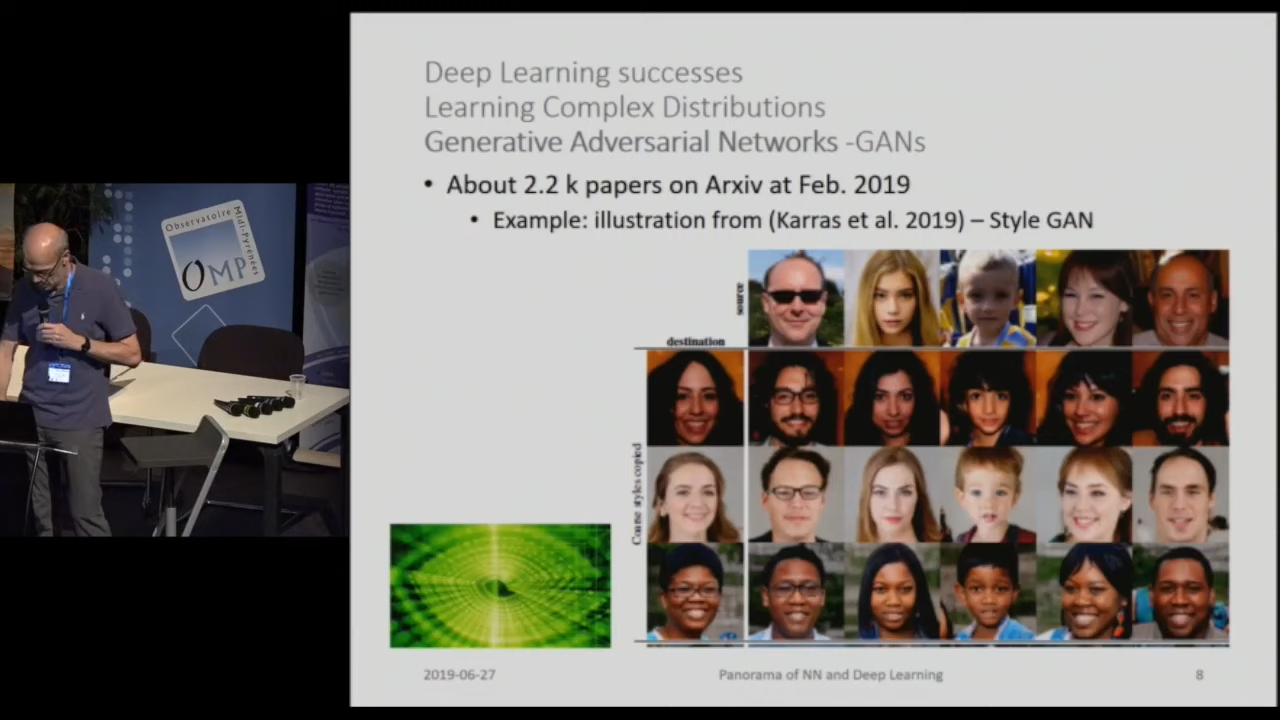 Deep Learning successes
Learning Complex Distributions
Generative Adversarial Networks -GANs
• About 2.2 k papers on Arxiv at Feb. 2019
• Example: illustration from (Karras et al. 2019) – Style GAN
source
destination
Coarse styles copied
2019-06-27
Panorama of NN and Deep Learning
8
Observatoire
Midi-Pyrénées
OMP